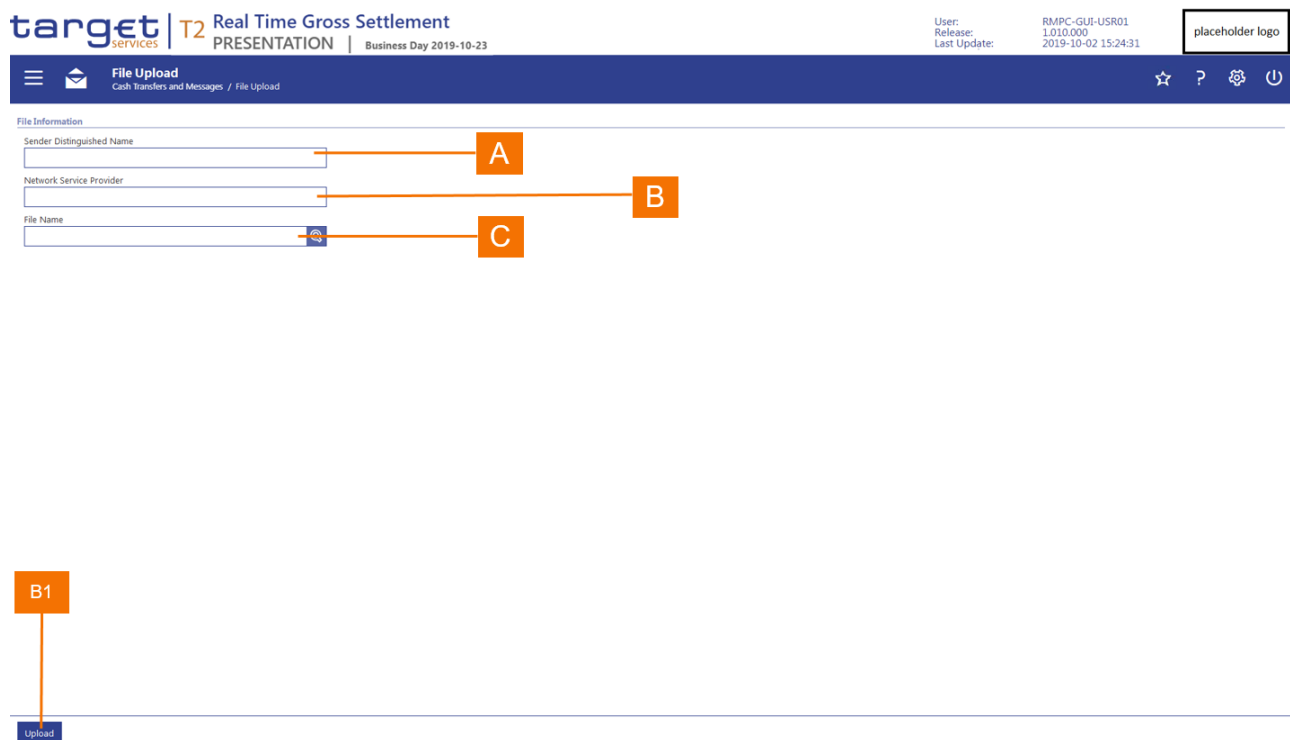 target services T2 Real Time Gross Settlement
PRESENTATION | Business Day 2019-10-23
User: RMPC-GUI-USR01
Release: 1.010.000
Last Update: 2019-10-02 15:24:31
placeholder logo
File Upload
Cash Transfers and Messages / File Upload
?
File Information
Sender Distinguished Name
A
Network Service Provider
B
File Name
C
B1
Upload